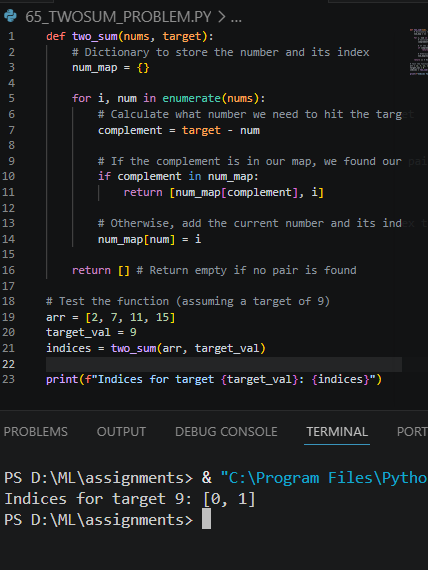 65_TWOSUM_PROBLEM.PY > ...
1 def two_sum(nums, target):
2     # Dictionary to store the number and its index
3     num_map = {}
4
5     for i, num in enumerate(nums):
6         # Calculate what number we need to hit the targ
7         complement = target - num
8
9         # If the complement is in our map, we found our
10         if complement in num_map:
11             return [num_map[complement], i]
12
13         # Otherwise, add the current number and its index
14         num_map[num] = i
15
16     return [] # Return empty if no pair is found
17
18 # Test the function (assuming a target of 9)
19 arr = [2, 7, 11, 15]
20 target_val = 9
21 indices = two_sum(arr, target_val)
22
23 print(f"Indices for target {target_val}: {indices}")
PROBLEMS OUTPUT DEBUG CONSOLE TERMINAL PORT
PS D:\ML\assignments> & "C:\Program Files\Pytho
Indices for target 9: [0, 1]
PS D:\ML\assignments>